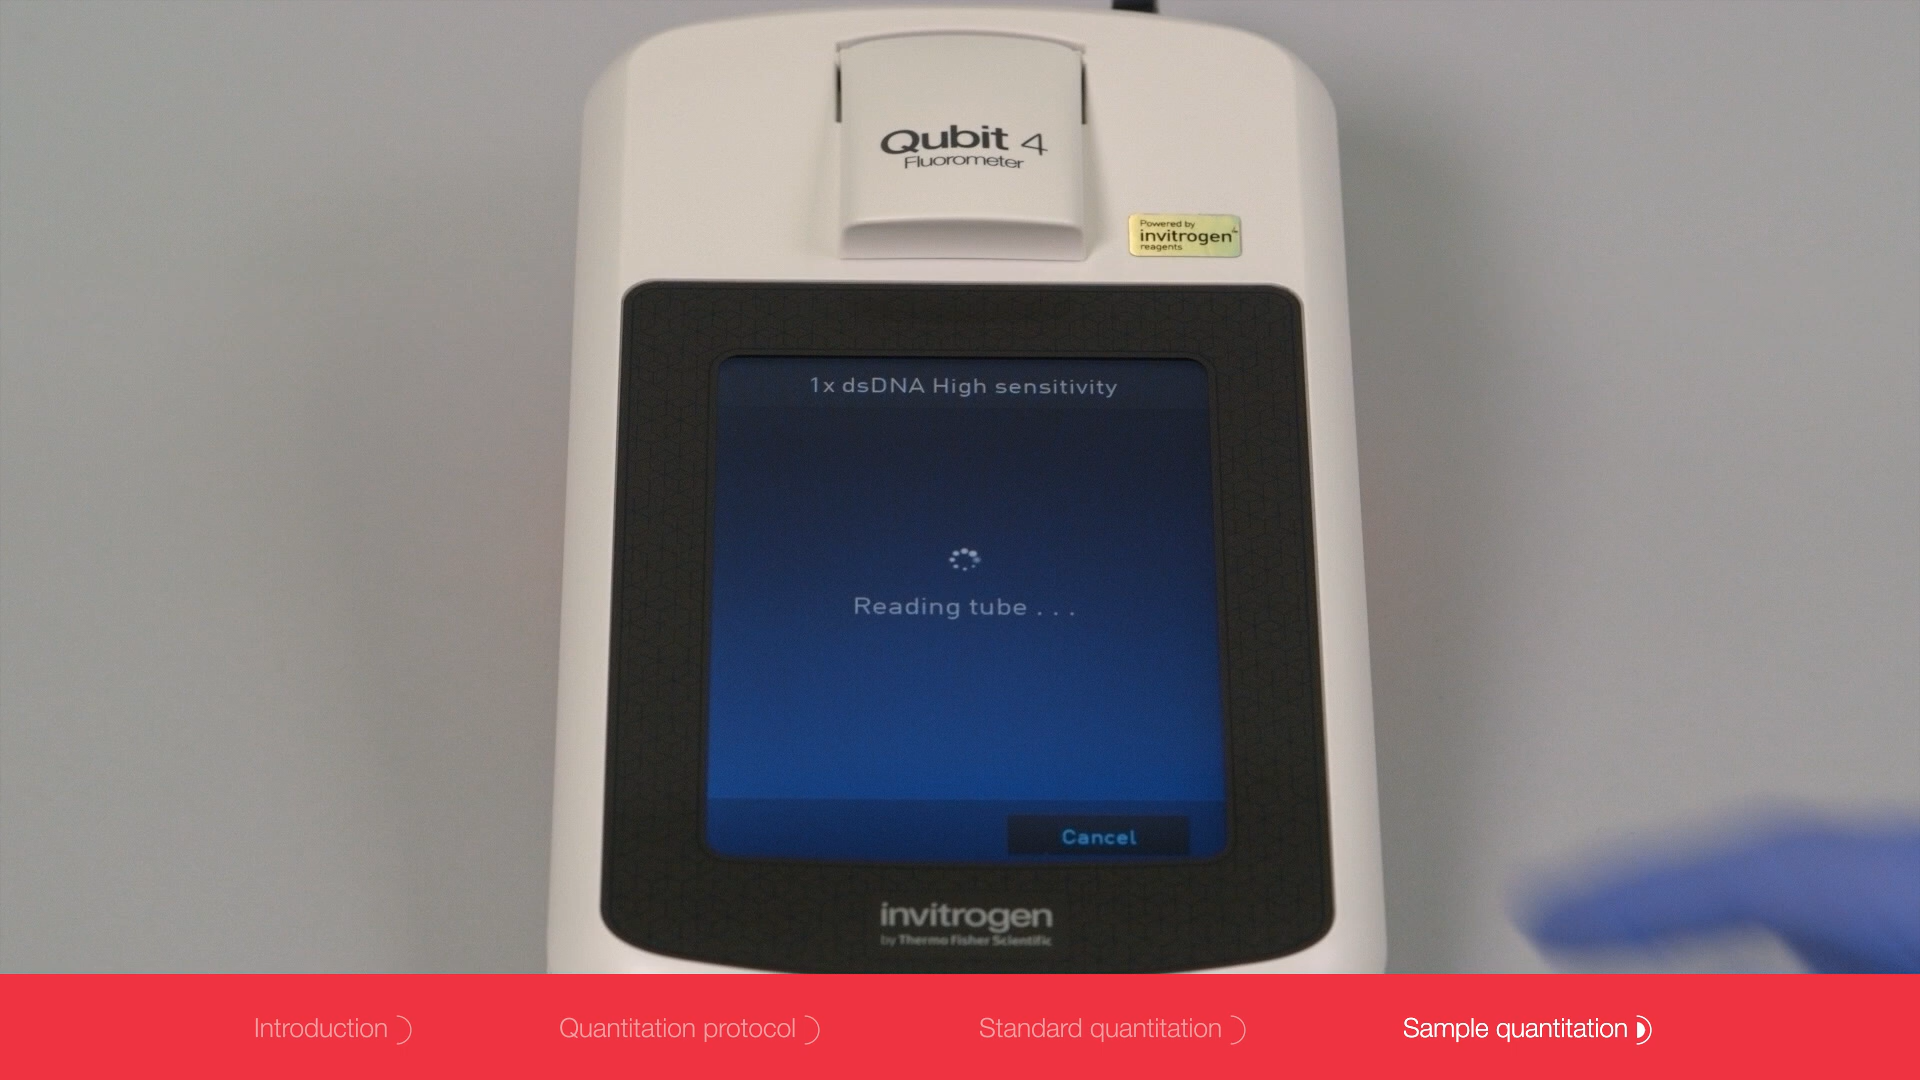 Qubit 4
Fluorometer
Powered by
invitrogen
reagents
1x dsDNA High sensitivity
Reading tube . . .
Cancel
invitrogen
by Thermo Fisher Scientific
Introduction
Quantitation protocol
Standard quantitation
Sample quantitation